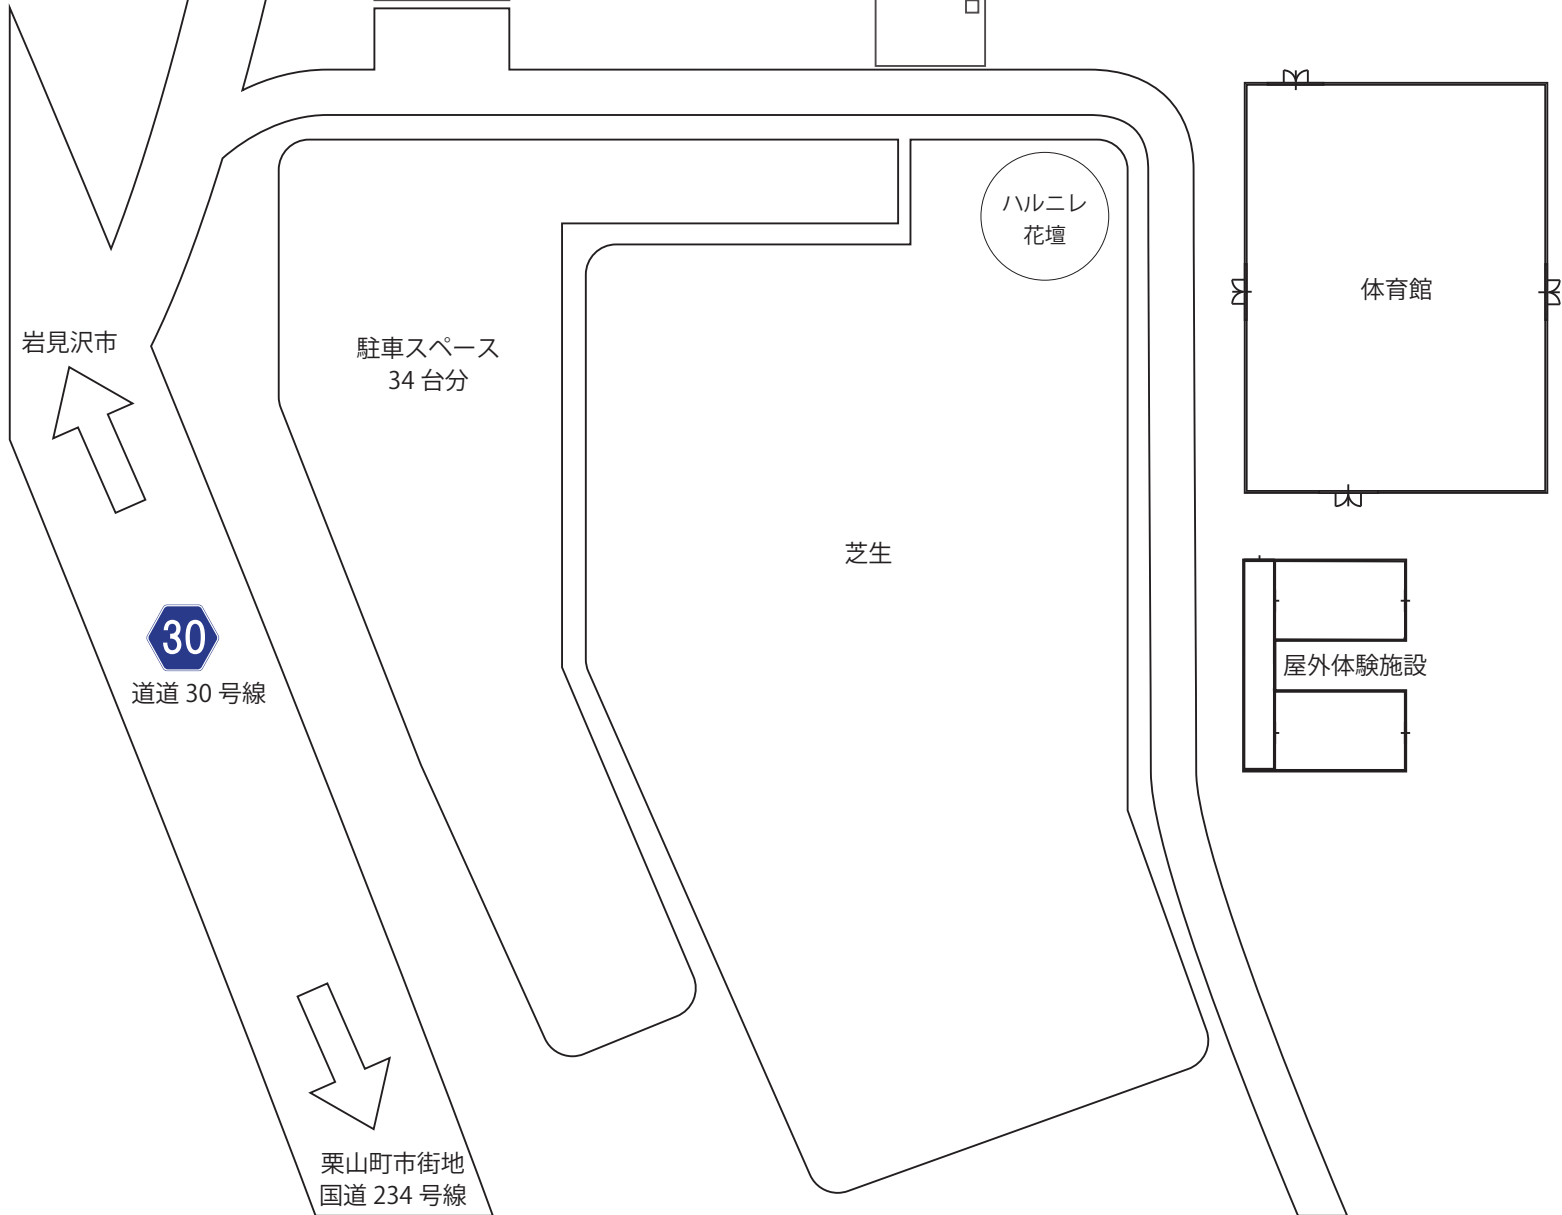 ハルニレ
花壇
体育館
岩見沢市
駐車スペース
34 台分
芝生
30
道道 30 号線
屋外体験施設
栗山町市街地
国道 234 号線